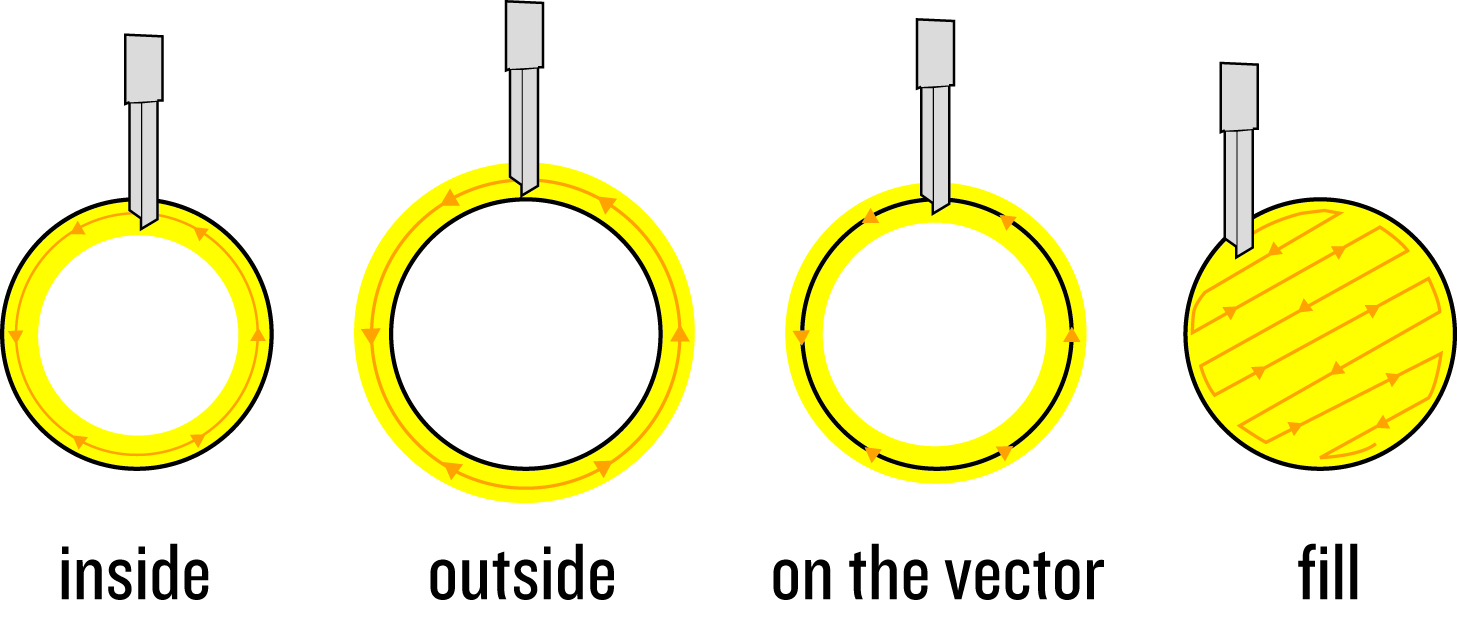 inside
outside
on the vector
fill